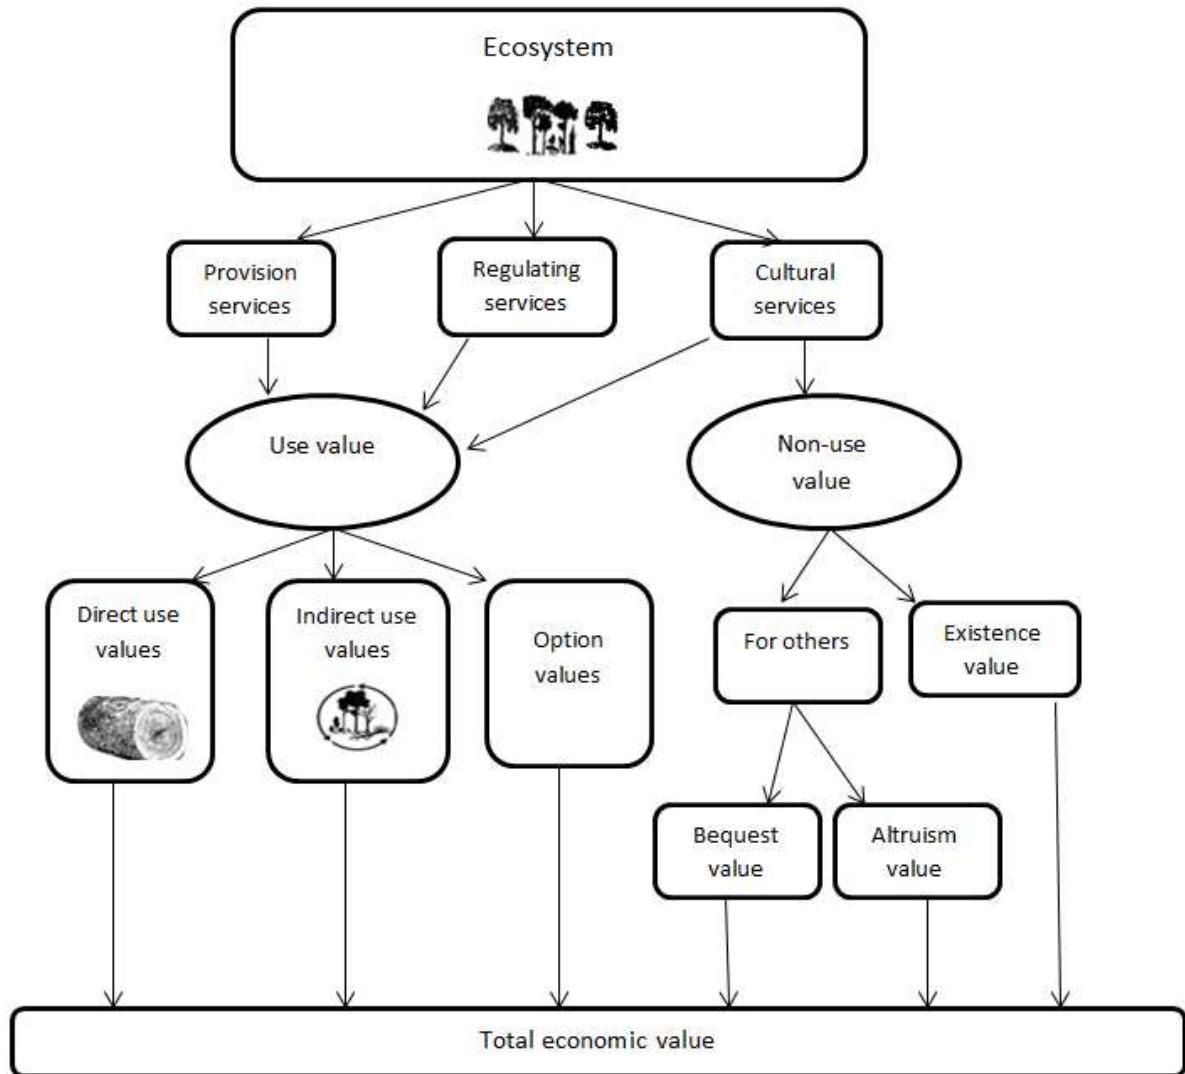 Ecosystem
Provision
services
Regulating
services
Cultural
services
Use value
Non-use
value
Direct use
values
Indirect use
values
Option
values
For others
Existence
value
Bequest
value
Altruism
value
Total economic value